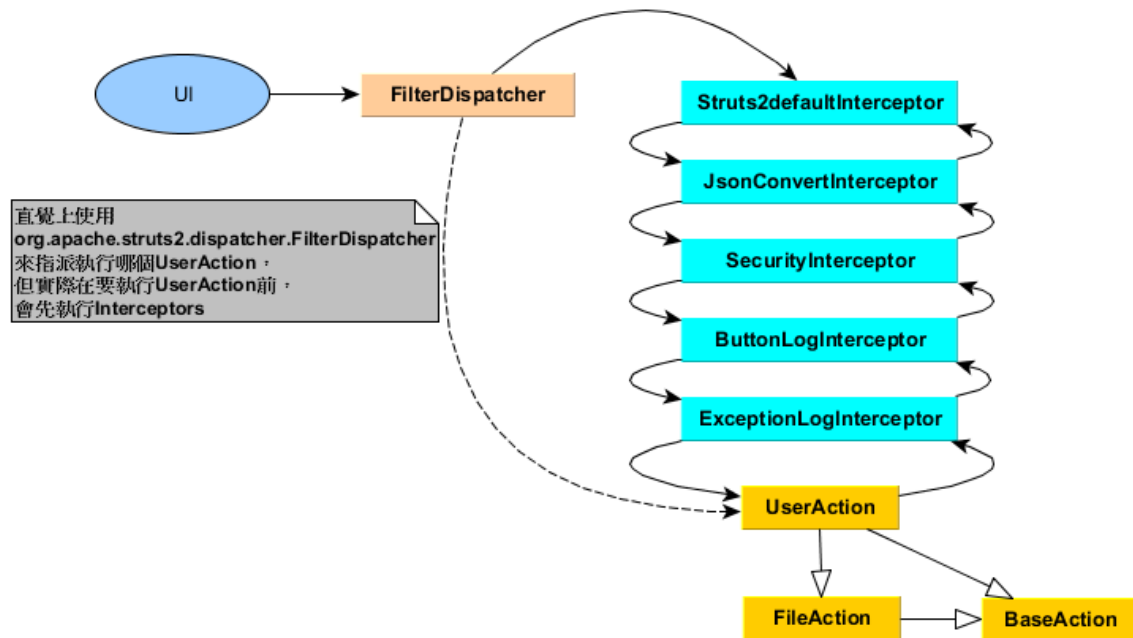 UI
FilterDispatcher
Struts2defaultInterceptor
JsonConvertInterceptor
直覺上使用
org.apache.struts2.dispatcher.FilterDispatcher
來指派執行哪個UserAction，
但實際在要執行UserAction前，
會先執行Interceptors
SecurityInterceptor
ButtonLogInterceptor
ExceptionLogInterceptor
UserAction
FileAction
BaseAction